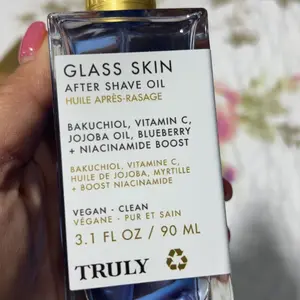 GLASS SKIN
AFTER SHAVE OIL
HUILE APRÈS-RASAGE
BAKUCHIOL, VITAMIN C,
JOJOBA OIL, BLUEBERRY
+ NIACINAMIDE BOOST
BAKUCHIOL, VITAMINE C,
HUILE DE JOJOBA, MYRTILLE
+ BOOST NIACINAMIDE
VEGAN - CLEAN
VÉGANE - PUR ET SAIN
3.1 FL OZ / 90 ML
TRULY